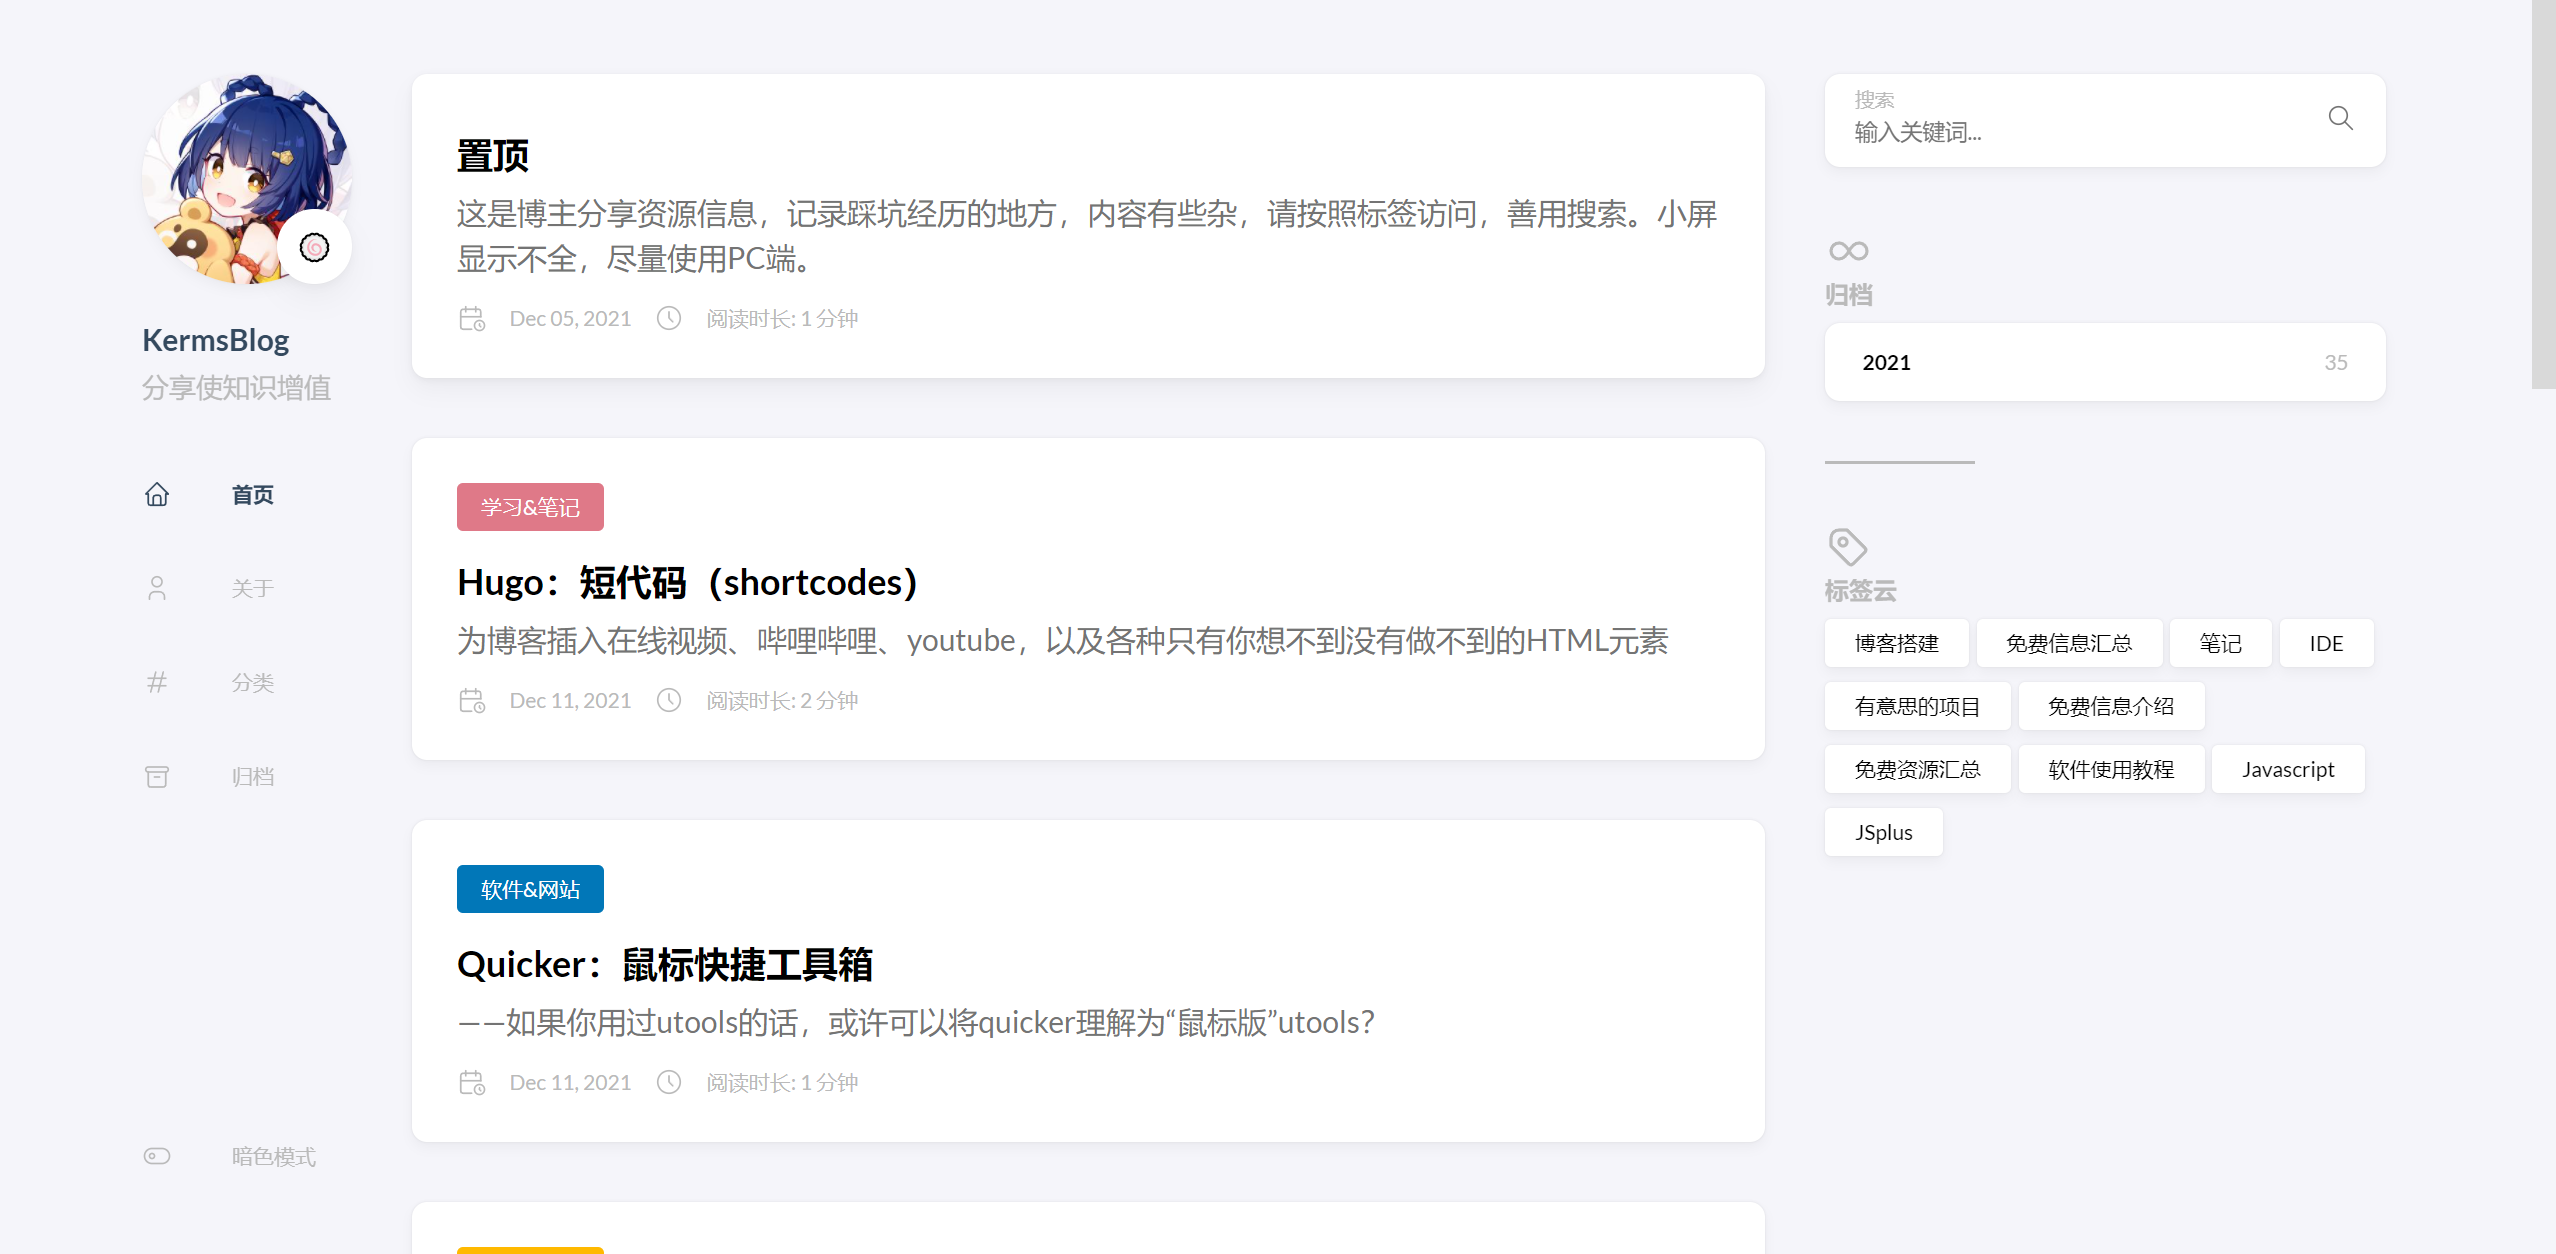 KermsBlog
分享使知识增值
首页
关于
分类
归档
暗色模式
置顶
这是博主分享资源信息，记录踩坑经历的地方，内容有些杂，请按照标签访问，善用搜索。小屏
显示不全，尽量使用PC端。
Dec 05, 2021 阅读时长: 1 分钟
学习&笔记
Hugo：短代码（shortcodes）
为博客插入在线视频、哔哩哔哩、youtube，以及各种只有你想不到没有做不到的HTML元素
Dec 11, 2021 阅读时长: 2 分钟
软件&网站
Quicker：鼠标快捷工具箱
——如果你用过utools的话，或许可以将quicker理解为“鼠标版”utools？
Dec 11, 2021 阅读时长: 1 分钟
搜索
输入关键词...
归档
2021 35
标签云
博客搭建 免费信息汇总 笔记 IDE
有意思的项目 免费信息介绍
免费资源汇总 软件使用教程 Javascript
JSplus